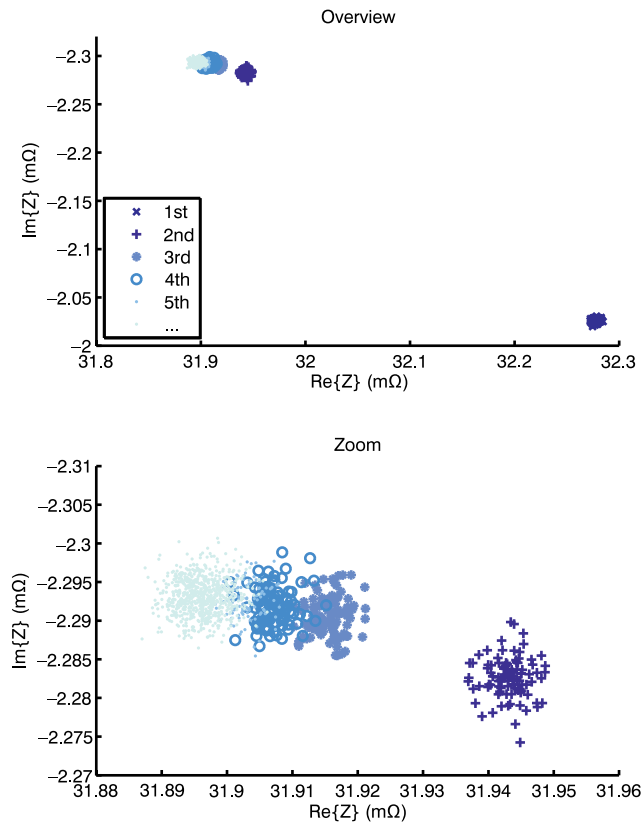 Overview
−2.3
−2.25
−2.2
−2.15
−2.1
−2.05
−2
Im{Z} (mΩ)
1st
2nd
3rd
4th
5th
...
31.8
31.9
32
32.1
32.2
32.3
Re{Z} (mΩ)
Zoom
−2.31
−2.305
−2.3
−2.295
−2.29
−2.285
−2.28
−2.275
−2.27
Im{Z} (mΩ)
31.88
31.89
31.9
31.91
31.92
31.93
31.94
31.95
31.96
Re{Z} (mΩ)